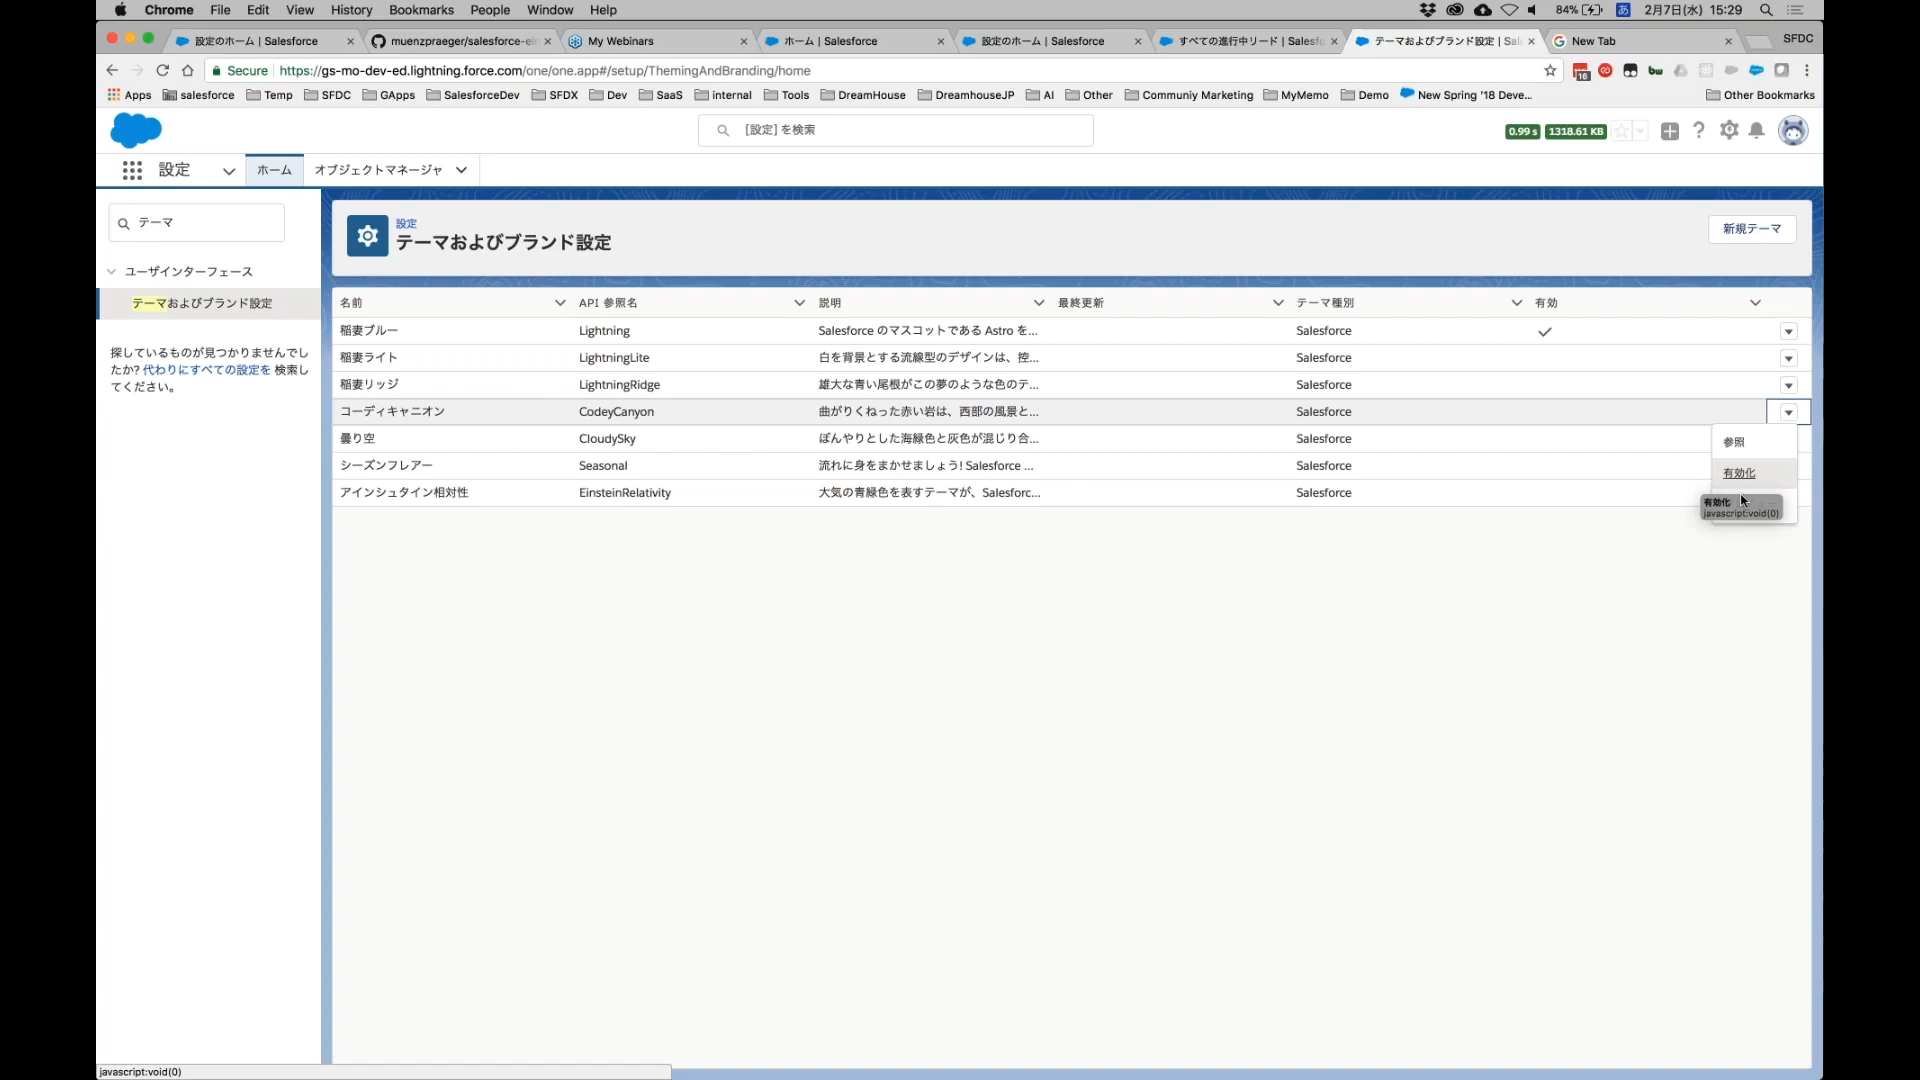 Chrome File Edit View History Bookmarks People Window Help 84% あ 2月7日(水) 15:29
設定のホーム | Salesforce muenzpraeger/salesforce-ein My Webinars ホーム | Salesforce 設定のホーム | Salesforce すべての進行中リード | Salesfo テーマおよびブランド設定 | Sale New Tab SFDC
Secure https://gs-mo-dev-ed.lightning.force.com/one/one.app#/setup/ThemingAndBranding/home 16 bw
Apps salesforce Temp SFDC GApps SalesforceDev SFDX Dev SaaS internal Tools DreamHouse DreamhouseJP AI Other Communiy Marketing MyMemo Demo New Spring '18 Deve... Other Bookmarks
[設定] を検索 0.99 s 1318.61 KB
設定 ホーム オブジェクトマネージャ
テーマ
設定
テーマおよびブランド設定
新規テーマ
ユーザインターフェース
テーマおよびブランド設定
探しているものが見つかりませんでし
たか? 代わりにすべての設定を 検索し
てください。
名前 API 参照名 説明 最終更新 テーマ種別 有効
稲妻ブルー Lightning Salesforce のマスコットである Astro を... Salesforce
稲妻ライト LightningLite 白を背景とする流線型のデザインは、控... Salesforce
稲妻リッジ LightningRidge 雄大な青い尾根がこの夢のような色のテ... Salesforce
コーディキャニオン CodeyCanyon 曲がりくねった赤い岩は、西部の風景と... Salesforce
曇り空 CloudySky ぼんやりとした海緑色と灰色が混じり合... Salesforce
シーズンフレアー Seasonal 流れに身をまかせましょう! Salesforce ... Salesforce
アインシュタイン相対性 EinsteinRelativity 大気の青緑色を表すテーマが、Salesforc... Salesforce
参照
有効化
有効化
javascript:void(0)
javascript:void(0)